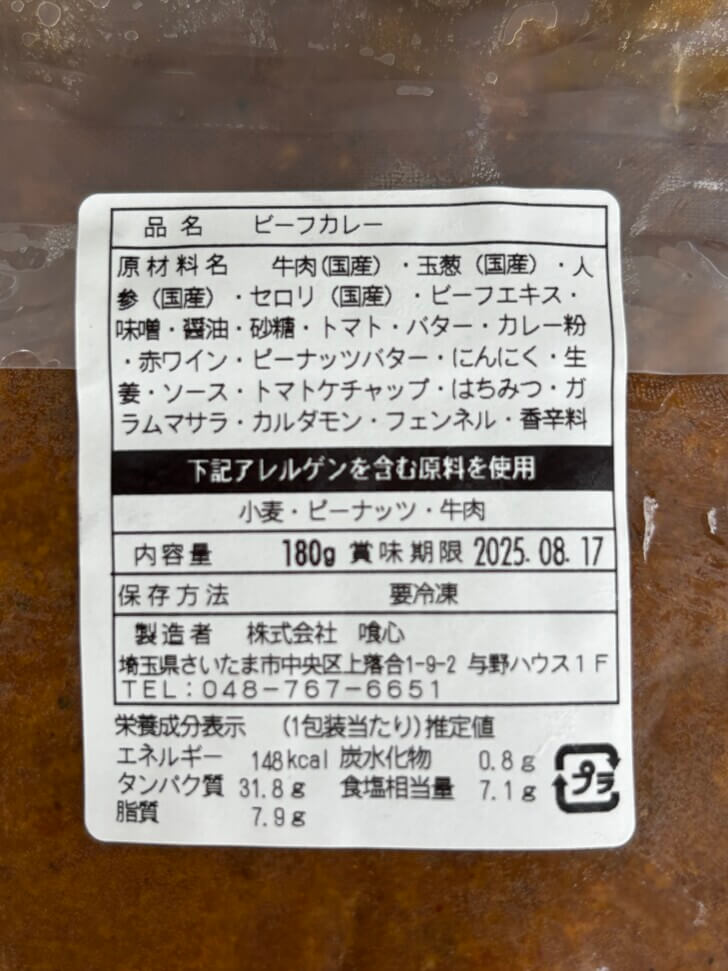 品名 ビーフカレー
原材料名 牛肉(国産)・玉葱(国産)・人
参(国産)・セロリ(国産)・ビーフエキス・
味噌・醤油・砂糖・トマト・バター・カレー粉
・赤ワイン・ピーナッツバター・にんにく・生
姜・ソース・トマトケチャップ・はちみつ・ガ
ラムマサラ・カルダモン・フェンネル・香辛料
下記アレルゲンを含む原料を使用
小麦・ピーナッツ・牛肉
内容量 180g 賞味期限 2025.08.17
保存方法 要冷凍
製造者 株式会社 喰心
埼玉県さいたま市中央区上落合1-9-2 与野ハウス1F
TEL:048-767-6651
栄養成分表示 (1包装当たり)推定値
エネルギー 148kcal 炭水化物 0.8g
タンパク質 31.8g 食塩相当量 7.1g
脂質 7.9g
プラ